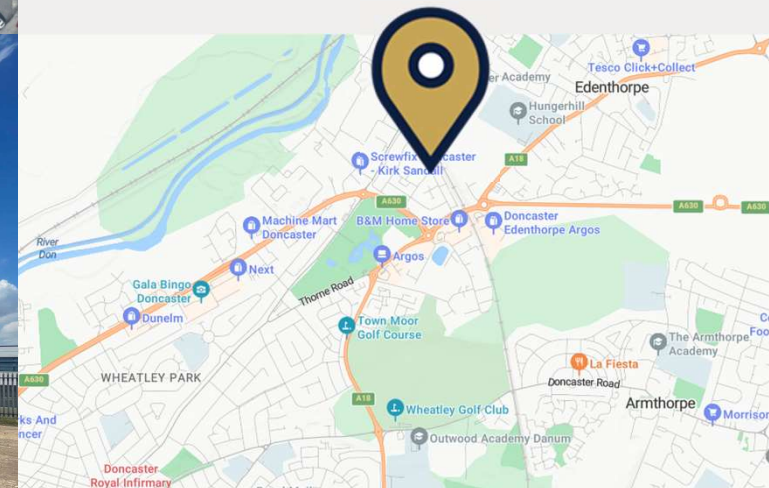 Tesco Click+Collect
er Academy
Edenthorpe
Hungerhill
School
A18
Screwfix
caster
- Kirk Sandall
A630
A630
A630
Machine Mart
Doncaster
B&M Home Store
Doncaster
Edenthorpe Argos
River
Don
Argos
Next
Gala Bingo
Doncaster
Thorne Road
Dunelm
Town Moor
Golf Course
The Armthorpe
Academy
La Fiesta
A630
WHEATLEY PARK
Doncaster Road
A18
Armthorpe
Wheatley Golf Club
Morrison
ks And
ncer
Outwood Academy Danum
Doncaster
Royal Infirmary